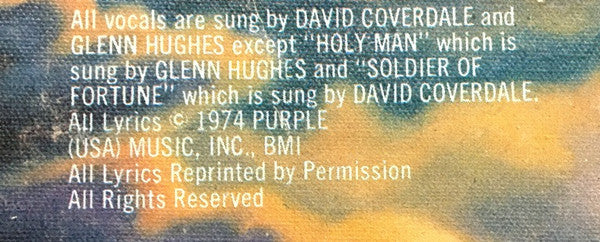 All vocals are sung by DAVID COVERDALE and
GLENN HUGHES except "HOLY MAN" which is
sung by GLENN HUGHES and "SOLDIER OF
FORTUNE" which is sung by DAVID COVERDALE.
All Lyrics © 1974 PURPLE
(USA) MUSIC, INC., BMI
All Lyrics Reprinted by Permission
All Rights Reserved